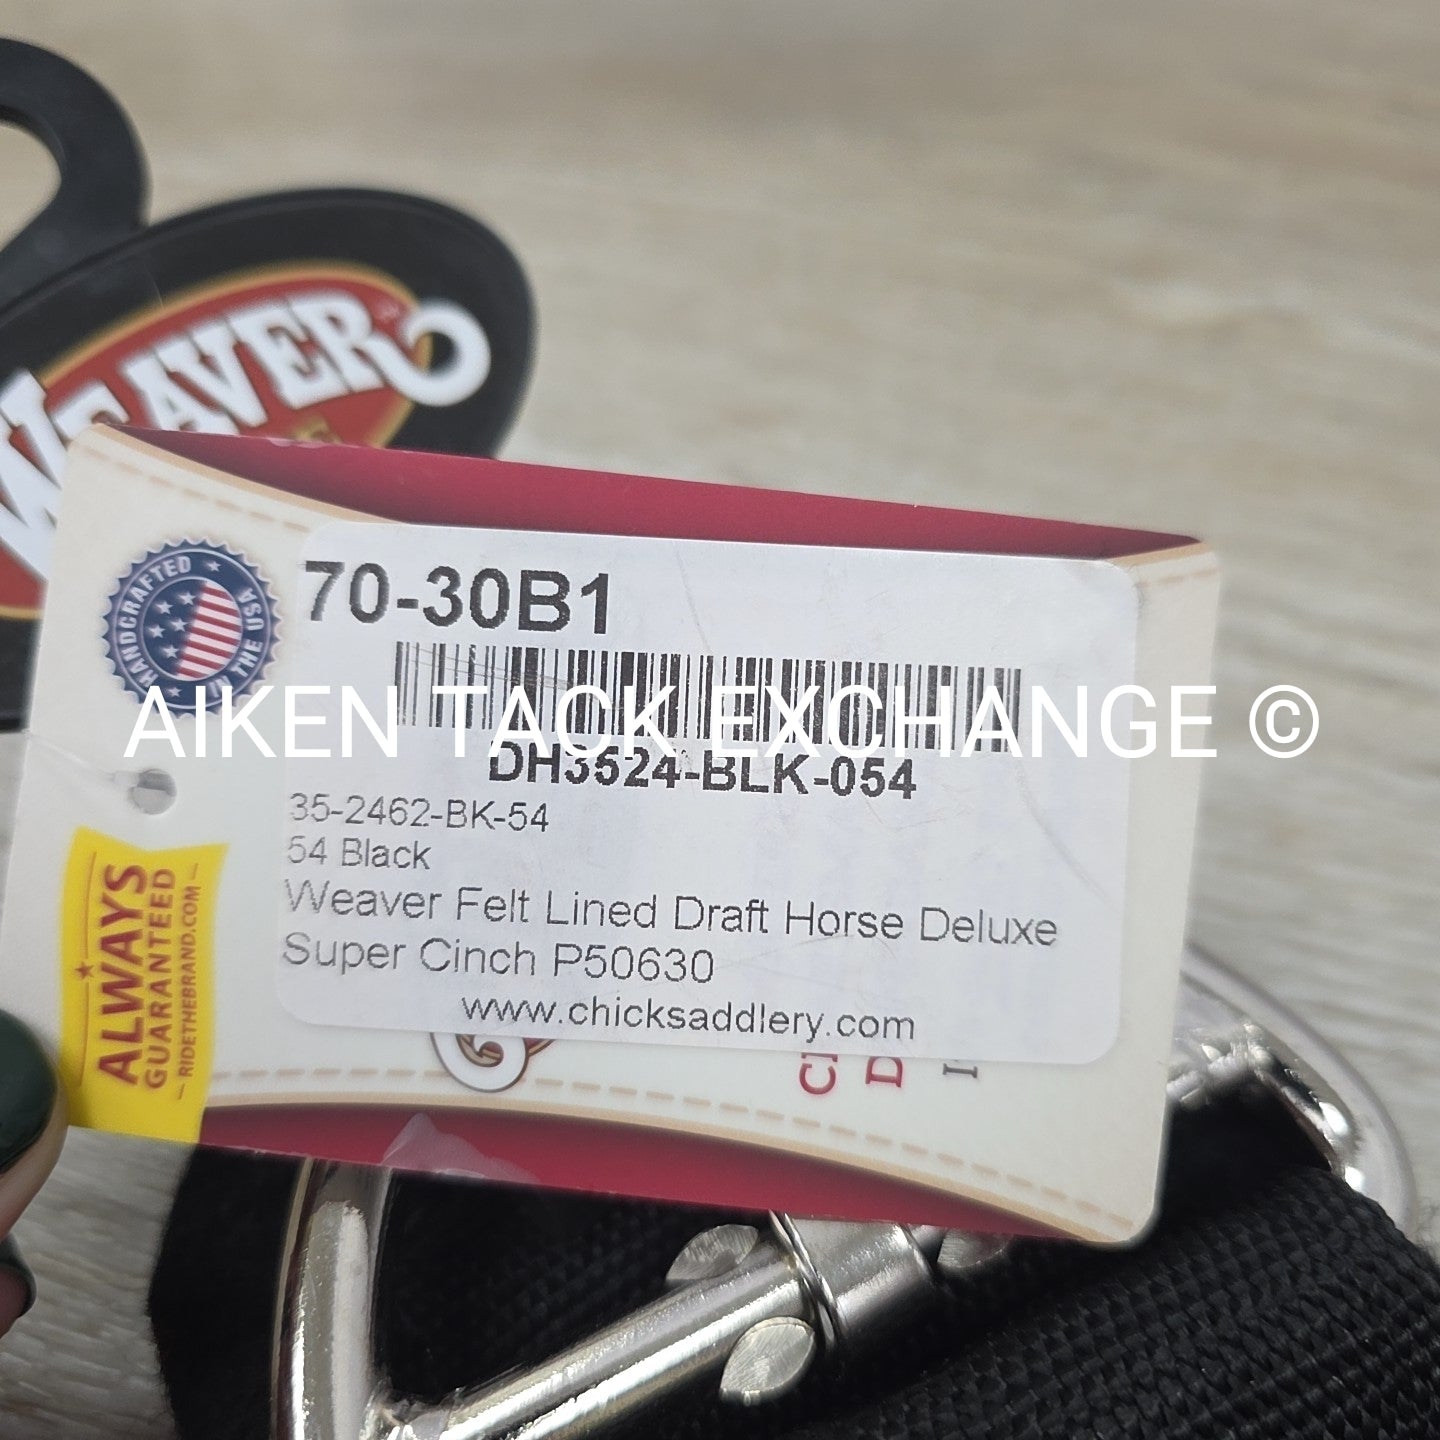 WEAVER
70-30B1
HANDCRAFTED IN THE USA
AIKEN TACK EXCHANGE ©
DH3524-BLK-054
35-2462-BK-54
54 Black
Weaver Felt Lined Draft Horse Deluxe
Super Cinch P50630
www.chicksaddlery.com
ALWAYS
GUARANTEED
RIDETHEBRAND.COM